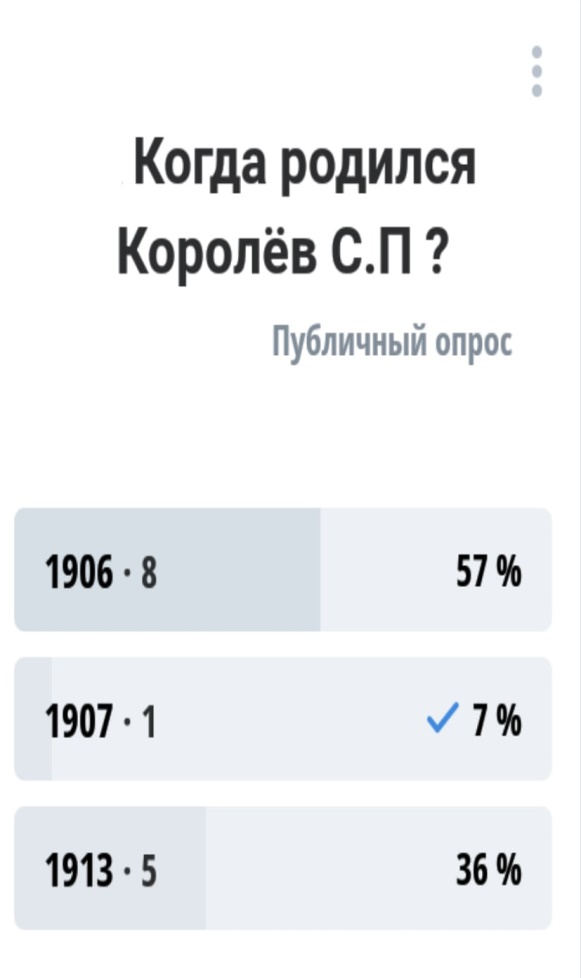 Когда родился
Королёв С.П ?
Публичный опрос
1906 · 8 57 %
1907 · 1 7 %
1913 · 5 36 %